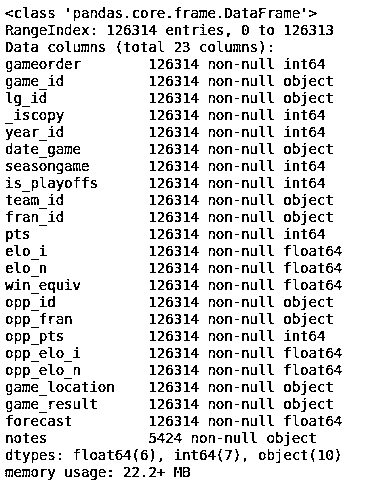 <class 'pandas.core.frame.DataFrame'>
RangeIndex: 126314 entries, 0 to 126313
Data columns (total 23 columns):
gameorder 126314 non-null int64
game_id 126314 non-null object
lg_id 126314 non-null object
_iscopy 126314 non-null int64
year_id 126314 non-null int64
date_game 126314 non-null object
seasongame 126314 non-null int64
is_playoffs 126314 non-null int64
team_id 126314 non-null object
fran_id 126314 non-null object
pts 126314 non-null int64
elo_i 126314 non-null float64
elo_n 126314 non-null float64
win_equiv 126314 non-null float64
opp_id 126314 non-null object
opp_fran 126314 non-null object
opp_pts 126314 non-null int64
opp_elo_i 126314 non-null float64
opp_elo_n 126314 non-null float64
game_location 126314 non-null object
game_result 126314 non-null object
forecast 126314 non-null float64
notes 5424 non-null object
dtypes: float64(6), int64(7), object(10)
memory usage: 22.2+ MB